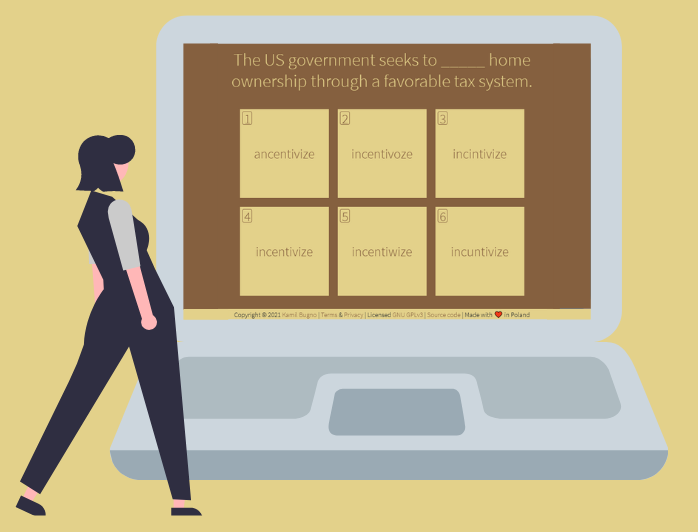 The US government seeks to _____ home
ownership through a favorable tax system.
1
ancentivize
2
incentivoze
3
incintivize
4
incentivize
5
incentiwize
6
incuntivize
Copyright © 2021 Kamil Bugno | Terms & Privacy | Licensed GNU GPLv3 | Source code | Made with ❤ in Poland